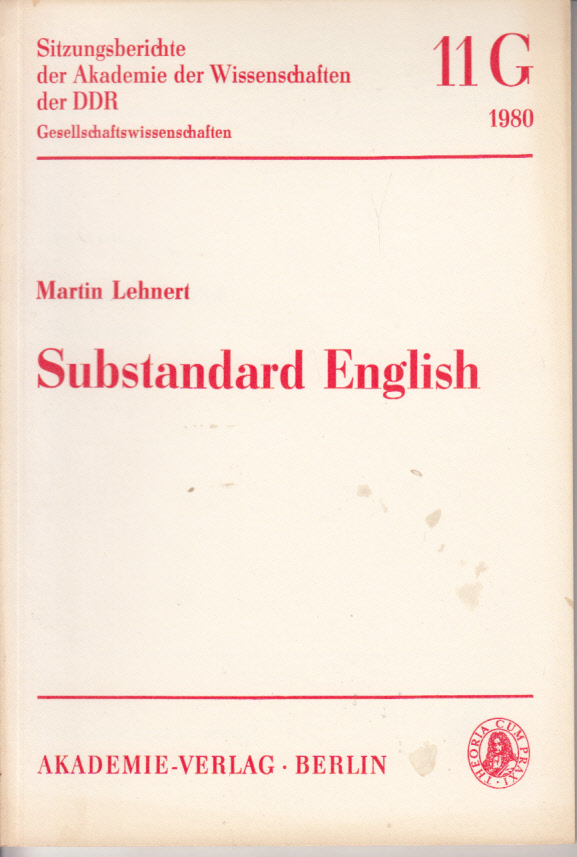 Sitzungsberichte
der Akademie der Wissenschaften
der DDR
Gesellschaftswissenschaften
11 G
1980
Martin Lehnert
Substandard English
AKADEMIE-VERLAG · BERLIN
THEORIA CUM PRAXI